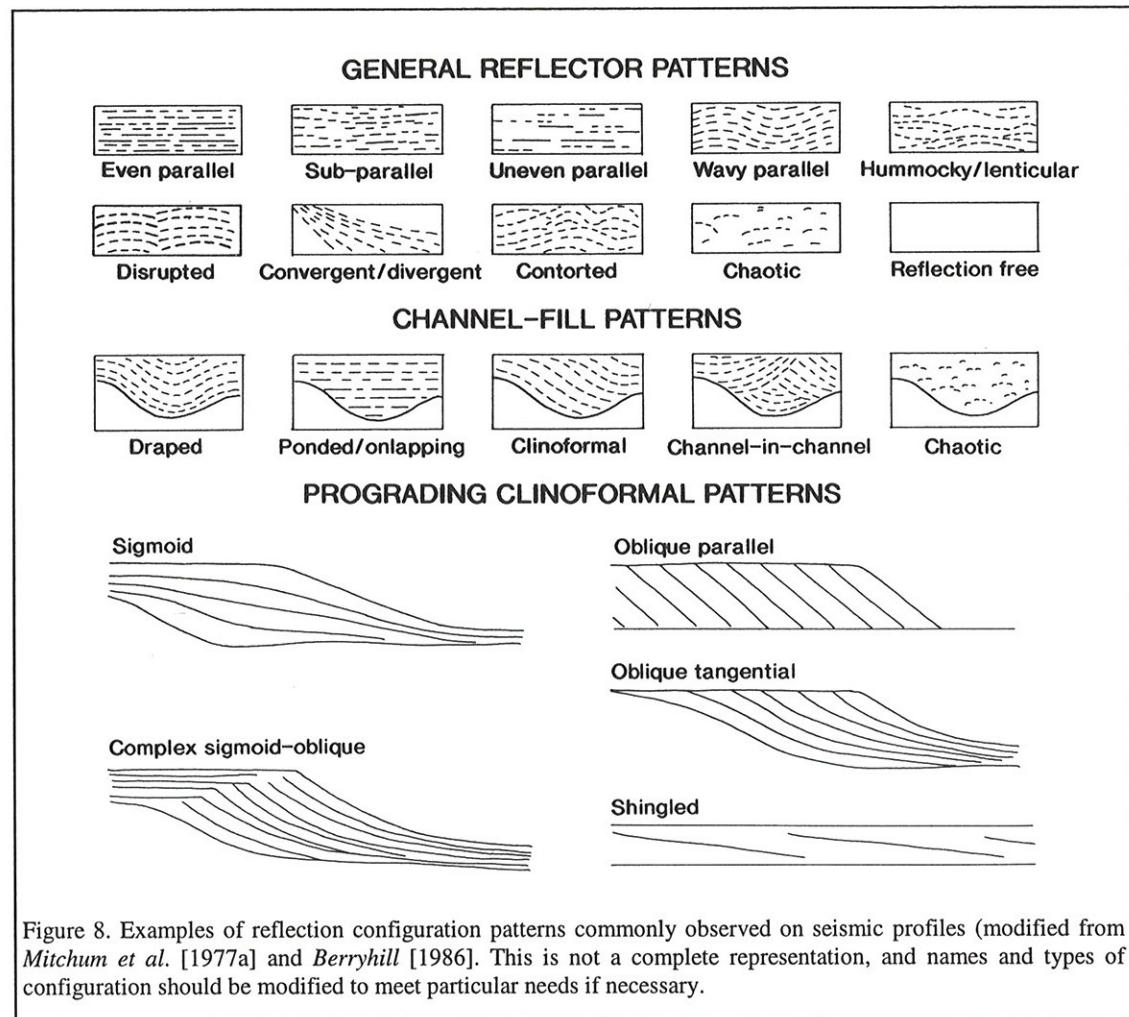 GENERAL REFLECTOR PATTERNS
Even parallel
Sub-parallel
Uneven parallel
Wavy parallel
Hummocky/lenticular
Disrupted
Convergent/divergent
Contorted
Chaotic
Reflection free
CHANNEL-FILL PATTERNS
Draped
Ponded/onlapping
Clinoformal
Channel-in-channel
Chaotic
PROGRADING CLINOFORMAL PATTERNS
Sigmoid
Oblique parallel
Oblique tangential
Complex sigmoid-oblique
Shingled
Figure 8. Examples of reflection configuration patterns commonly observed on seismic profiles (modified from
Mitchum et al. [1977a] and Berryhill [1986]. This is not a complete representation, and names and types of
configuration should be modified to meet particular needs if necessary.